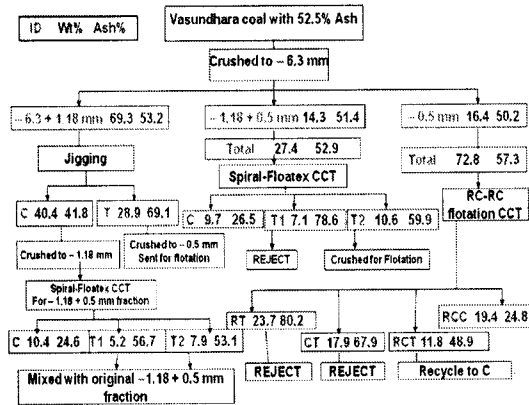 ID Wt% Ash%
Vasundhara coal with 52.5% Ash
Crushed to - 6.3 mm
- 6.3 + 1.18 mm 69.3 53.2
- 1.18 + 0.5 mm 14.3 51.4
- 0.5 mm 16.4 50.2
Total 27.4 52.9
Total 72.8 57.3
Jigging
Spiral-Floatex CCT
RC-RC
flotation CCT
C 40.4 41.8
T 28.9 69.1
C 9.7 26.5
T1 7.1 78.6
T2 10.6 59.9
Crushed to - 1.18 mm
Crushed to - 0.5 mm
Sent for flotation
REJECT
Crushed for Flotation
Spiral-Floatex CCT
For - 1.18 + 0.5 mm fraction
RT 23.7 80.2
RCC 19.4 24.8
C 10.4 24.6
T1 5.2 56.7
T2 7.9 53.1
CT 17.9 67.9
RCT 11.8 48.9
Mixed with original - 1.18 + 0.5 mm
fraction
REJECT
REJECT
Recycle to C